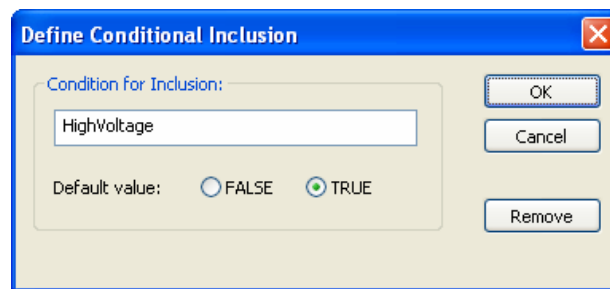 Define Conditional Inclusion
Condition for Inclusion:
HighVoltage
Default value: FALSE TRUE
OK
Cancel
Remove